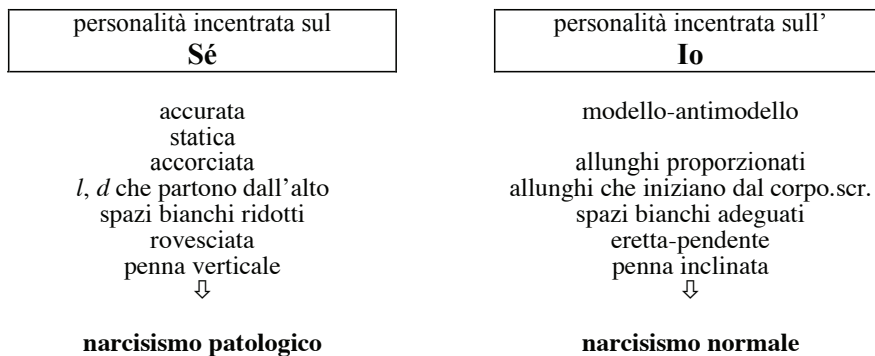 personalità incentrata sul
Sé
accurata
statica
accorciata
l, d che partono dall'alto
spazi bianchi ridotti
rovesciata
penna verticale
⇩
narcisismo patologico
personalità incentrata sull'
Io
modello-antimodello
allunghi proporzionati
allunghi che iniziano dal corpo.scr.
spazi bianchi adeguati
eretta-pendente
penna inclinata
⇩
narcisismo normale